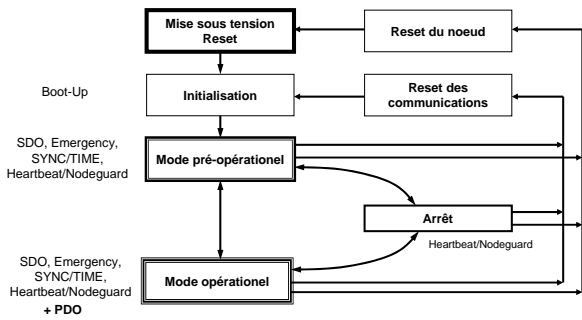 Mise sous tension
Reset
Reset du noeud
Boot-Up
Initialisation
Reset des
communications
SDO, Emergency,
SYNC/TIME,
Heartbeat/Nodeguard
Mode pré-opérationel
Arrêt
Heartbeat/Nodeguard
SDO, Emergency,
SYNC/TIME,
Heartbeat/Nodeguard
+ PDO
Mode opérationel